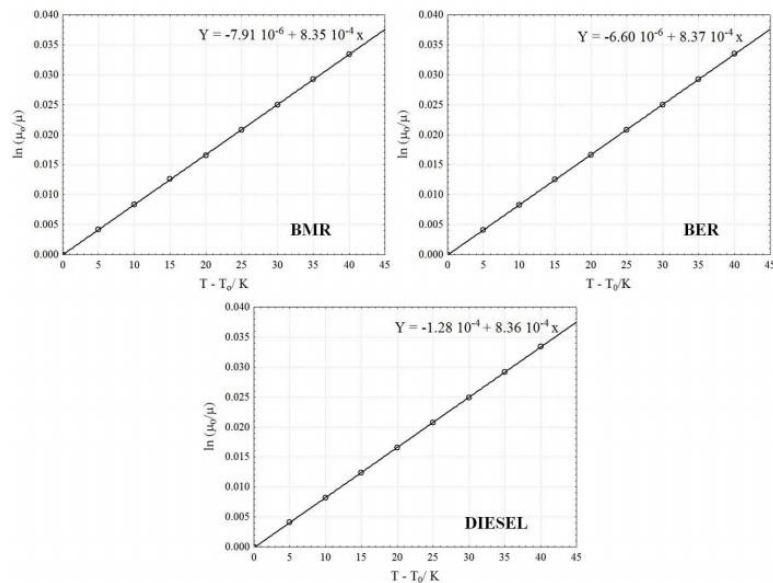 0.040
0.035
0.030
0.025
0.020
0.015
0.010
0.005
0.000
ln (μ₀/μ)
Y = -7.91 10⁻⁶ + 8.35 10⁻⁴ x
BMR
0 5 10 15 20 25 30 35 40 45
T - T₀/ K
0.040
0.035
0.030
0.025
0.020
0.015
0.010
0.005
0.000
ln (μ₀/μ)
Y = -6.60 10⁻⁶ + 8.37 10⁻⁴ x
BER
0 5 10 15 20 25 30 35 40 45
T - T₀/K
0.040
0.035
0.030
0.025
0.020
0.015
0.010
0.005
0.000
ln (μ₀/μ)
Y = -1.28 10⁻⁴ + 8.36 10⁻⁴ x
DIESEL
0 5 10 15 20 25 30 35 40 45
T - T₀/ K